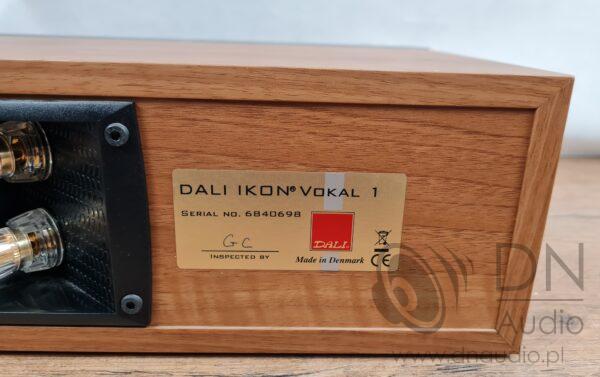 DALI IKON® VOKAL 1
SERIAL NO. 6840698
GC
INSPECTED BY
DALI
Made in Denmark
CE
D.N
Audio
www.dnaudio.pl